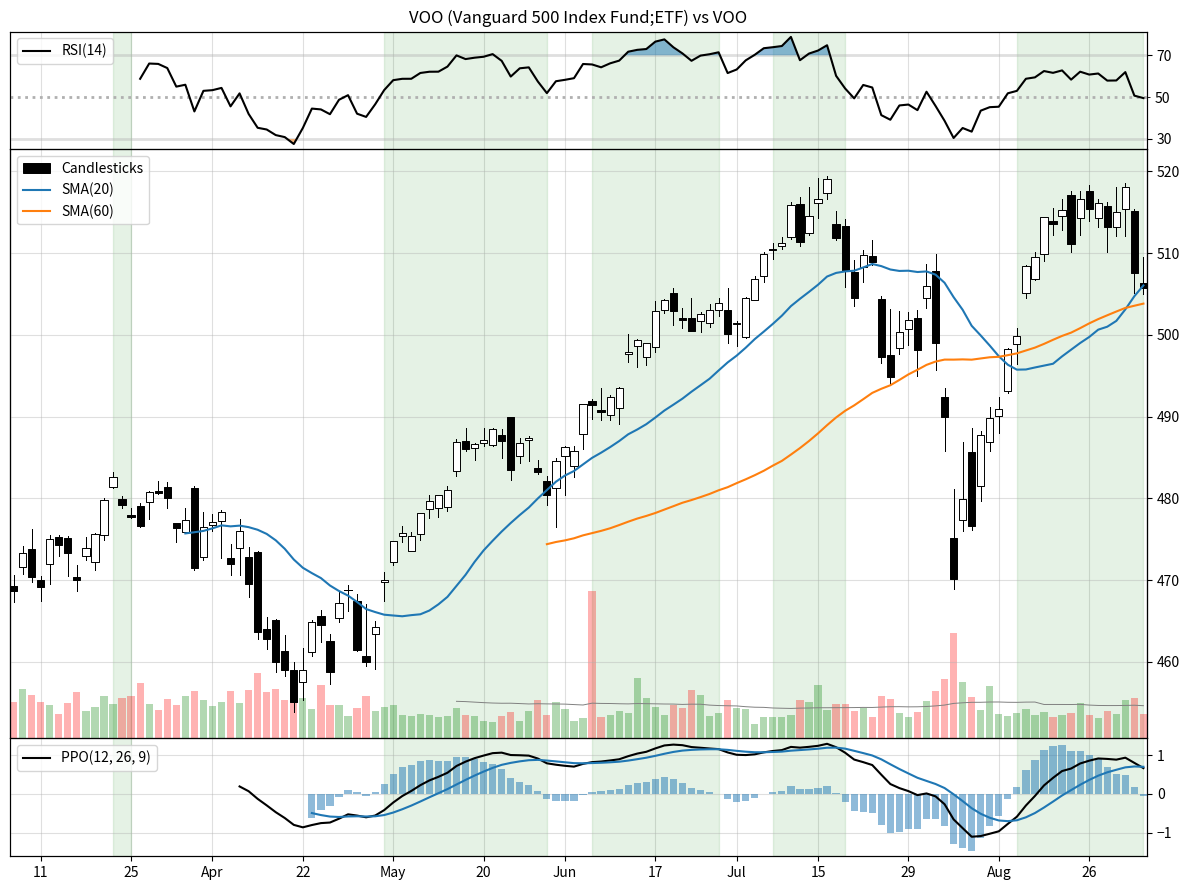 VOO (Vanguard 500 Index Fund;ETF) vs VOO
RSI(14)
70
50
30
Candlesticks
SMA(20)
SMA(60)
520
510
500
490
480
470
460
PPO(12, 26, 9)
1
0
−1
11 25 Apr 22 May 20 Jun 17 Jul 15 29 Aug 26